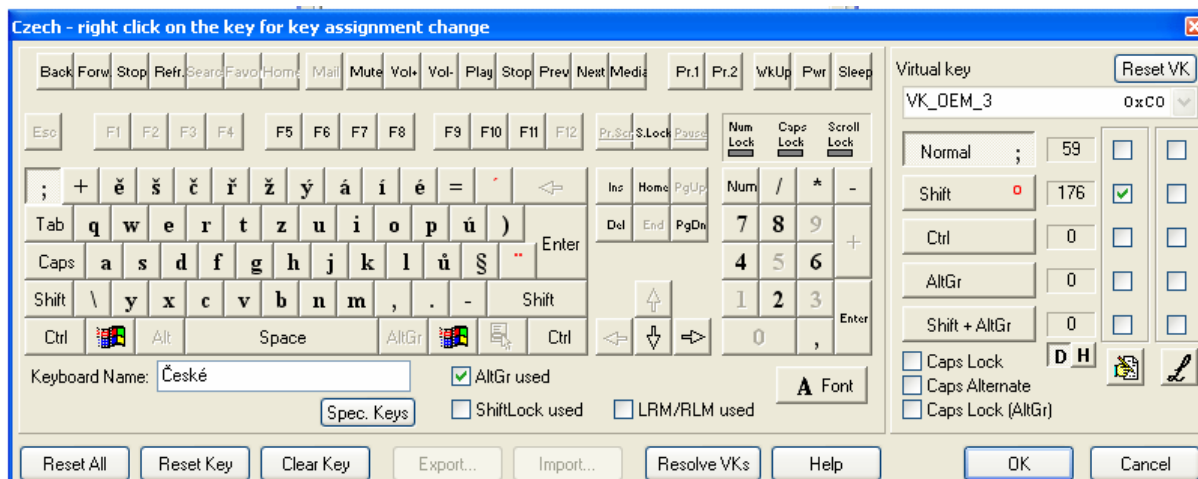 Czech - right click on the key for key assignment change
Back Forw. Stop Refr. Searc Favo Home Mail Mute Vol+ Vol- Play Stop Prev Next Media Pr.1 Pr.2 WkUp Pwr Sleep
Esc F1 F2 F3 F4 F5 F6 F7 F8 F9 F10 F11 F12 Pr.Scr S.Lock Pause Num Lock Caps Lock Scroll Lock
; + ě š č ř ž ý á í é = ´ Ins Home PgUp Num / * -
Tab q w e r t z u i o p ú ) Enter Del End PgDn 7 8 9 +
Caps a s d f g h j k l ů § ¨ 4 5 6
Shift \ y x c v b n m , . - Shift 1 2 3 Enter
Ctrl Alt Space AltGr Ctrl 0 ,
Keyboard Name: České AltGr used A Font
Spec. Keys ShiftLock used LRM/RLM used
Virtual key Reset VK
VK_OEM_3 0xC0
Normal ; 59
Shift ° 176
Ctrl 0
AltGr 0
Shift + AltGr 0
Caps Lock D H
Caps Alternate
Caps Lock (AltGr)
Reset All Reset Key Clear Key Export... Import... Resolve VKs Help OK Cancel